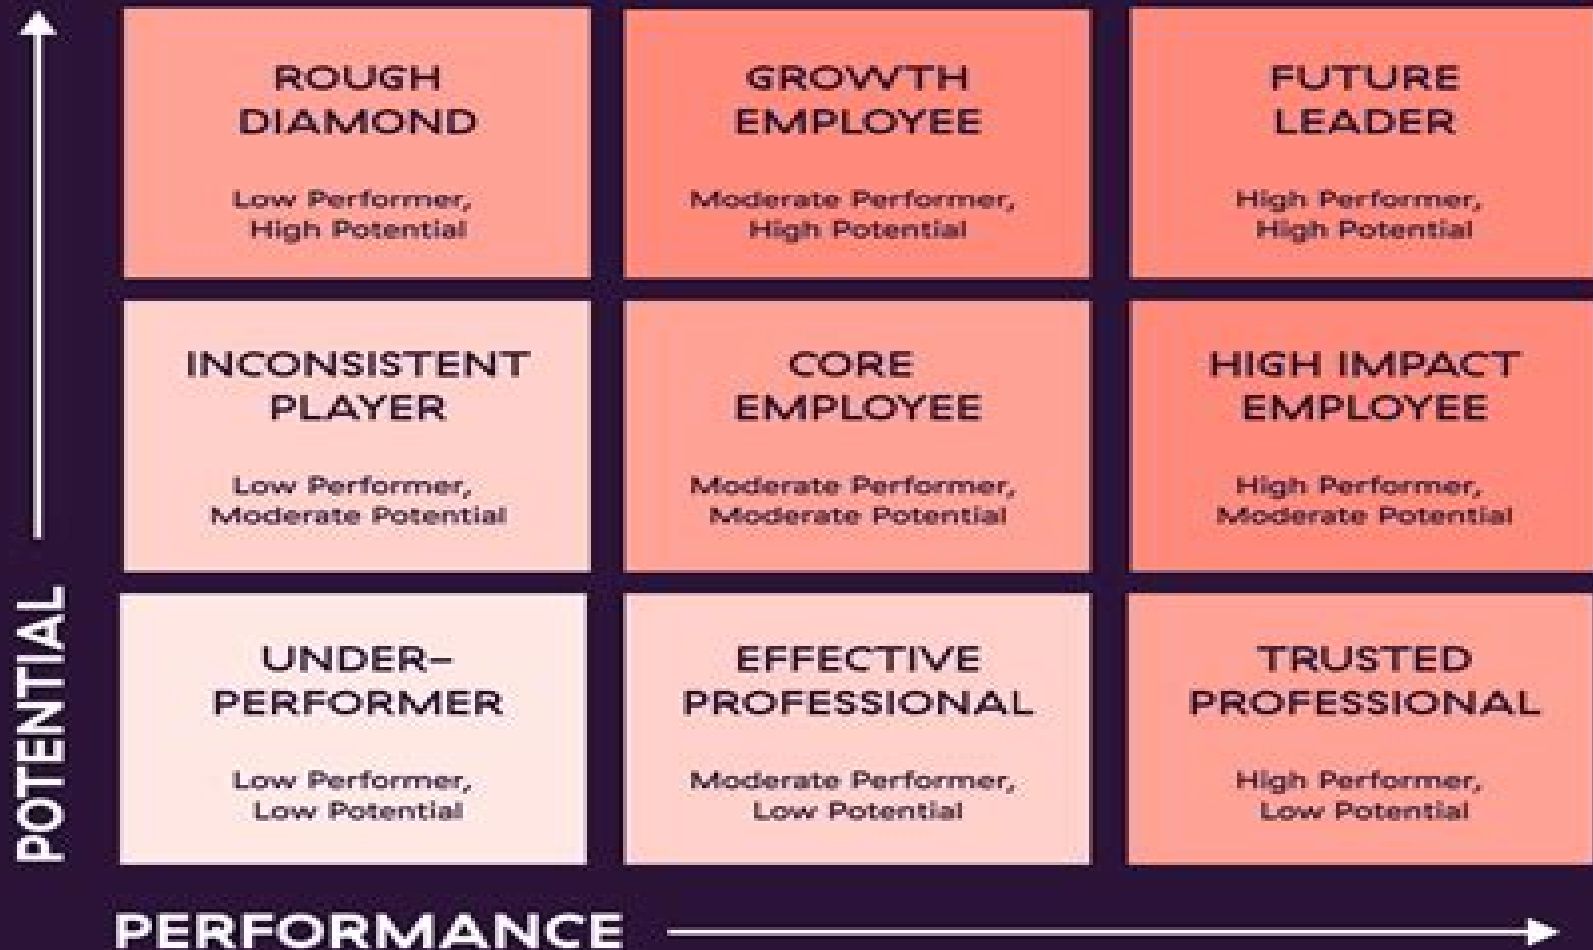 ROUGH
DIAMOND
Low Performer,
High Potential
GROWTH
EMPLOYEE
Moderate Performer,
High Potential
FUTURE
LEADER
High Performer,
High Potential
INCONSISTENT
PLAYER
Low Performer,
Moderate Potential
CORE
EMPLOYEE
Moderate Performer,
Moderate Potential
HIGH IMPACT
EMPLOYEE
High Performer,
Moderate Potential
UNDER-
PERFORMER
Low Performer,
Low Potential
EFFECTIVE
PROFESSIONAL
Moderate Performer,
Low Potential
TRUSTED
PROFESSIONAL
High Performer,
Low Potential
POTENTIAL
PERFORMANCE